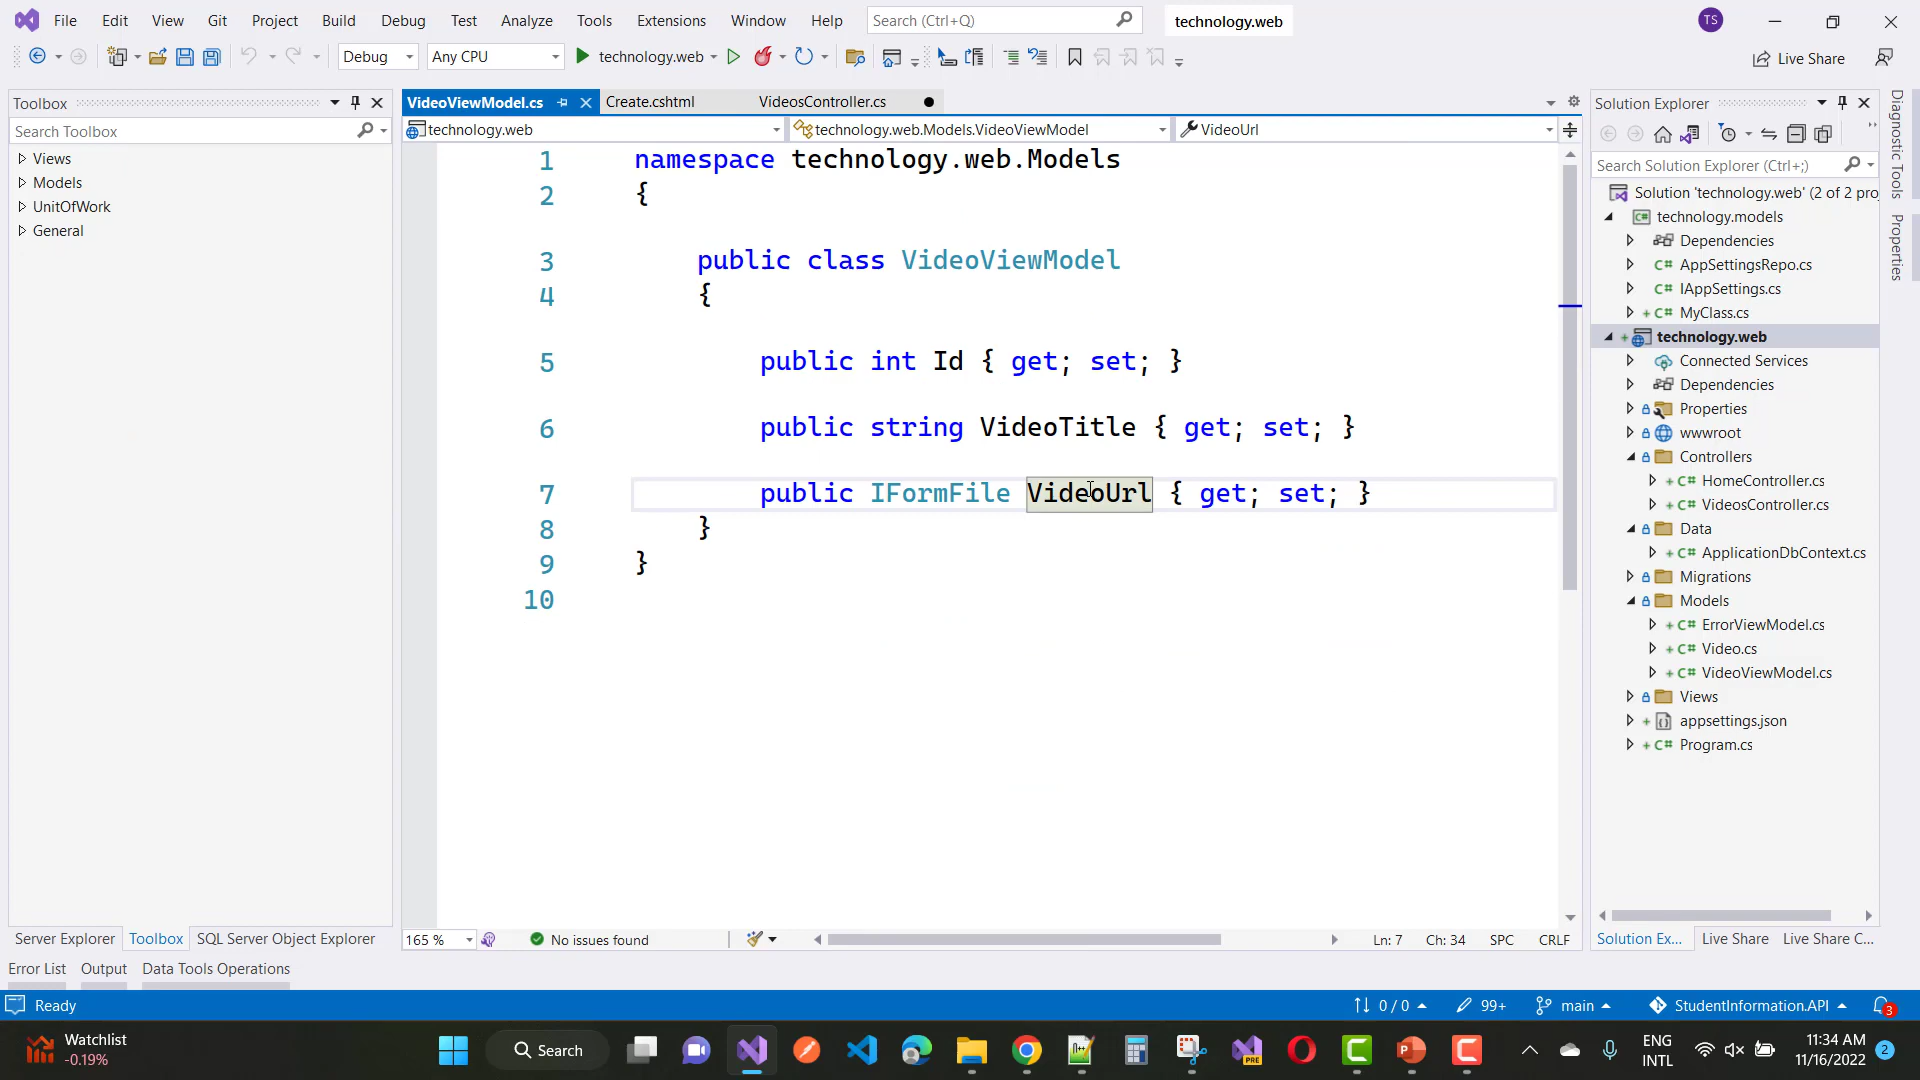 File Edit View Git Project Build Debug Test Analyze Tools Extensions Window Help Search (Ctrl+Q) technology.web TS
Debug Any CPU technology.web Live Share
Toolbox
Search Toolbox
Views
Models
UnitOfWork
General
VideoViewModel.cs Create.cshtml VideosController.cs
technology.web technology.web.Models.VideoViewModel VideoUrl
1 namespace technology.web.Models
2 {
3 public class VideoViewModel
4 {
5 public int Id { get; set; }
6 public string VideoTitle { get; set; }
7 public IFormFile VideoUrl { get; set; }
8 }
9 }
10
165 % No issues found Ln: 7 Ch: 34 SPC CRLF
Solution Explorer
Search Solution Explorer (Ctrl+;)
Solution 'technology.web' (2 of 2 proj
technology.models
Dependencies
C# AppSettingsRepo.cs
C# IAppSettings.cs
C# MyClass.cs
technology.web
Connected Services
Dependencies
Properties
wwwroot
Controllers
C# HomeController.cs
C# VideosController.cs
Data
C# ApplicationDbContext.cs
Migrations
Models
C# ErrorViewModel.cs
C# Video.cs
C# VideoViewModel.cs
Views
appsettings.json
C# Program.cs
Diagnostic Tools
Properties
Server Explorer Toolbox SQL Server Object Explorer
Solution Ex... Live Share Live Share C...
Error List Output Data Tools Operations
Ready 0 / 0 99+ main StudentInformation.API 3
Watchlist
-0.19%
Search
PRE
ENG
INTL
11:34 AM
11/16/2022
2